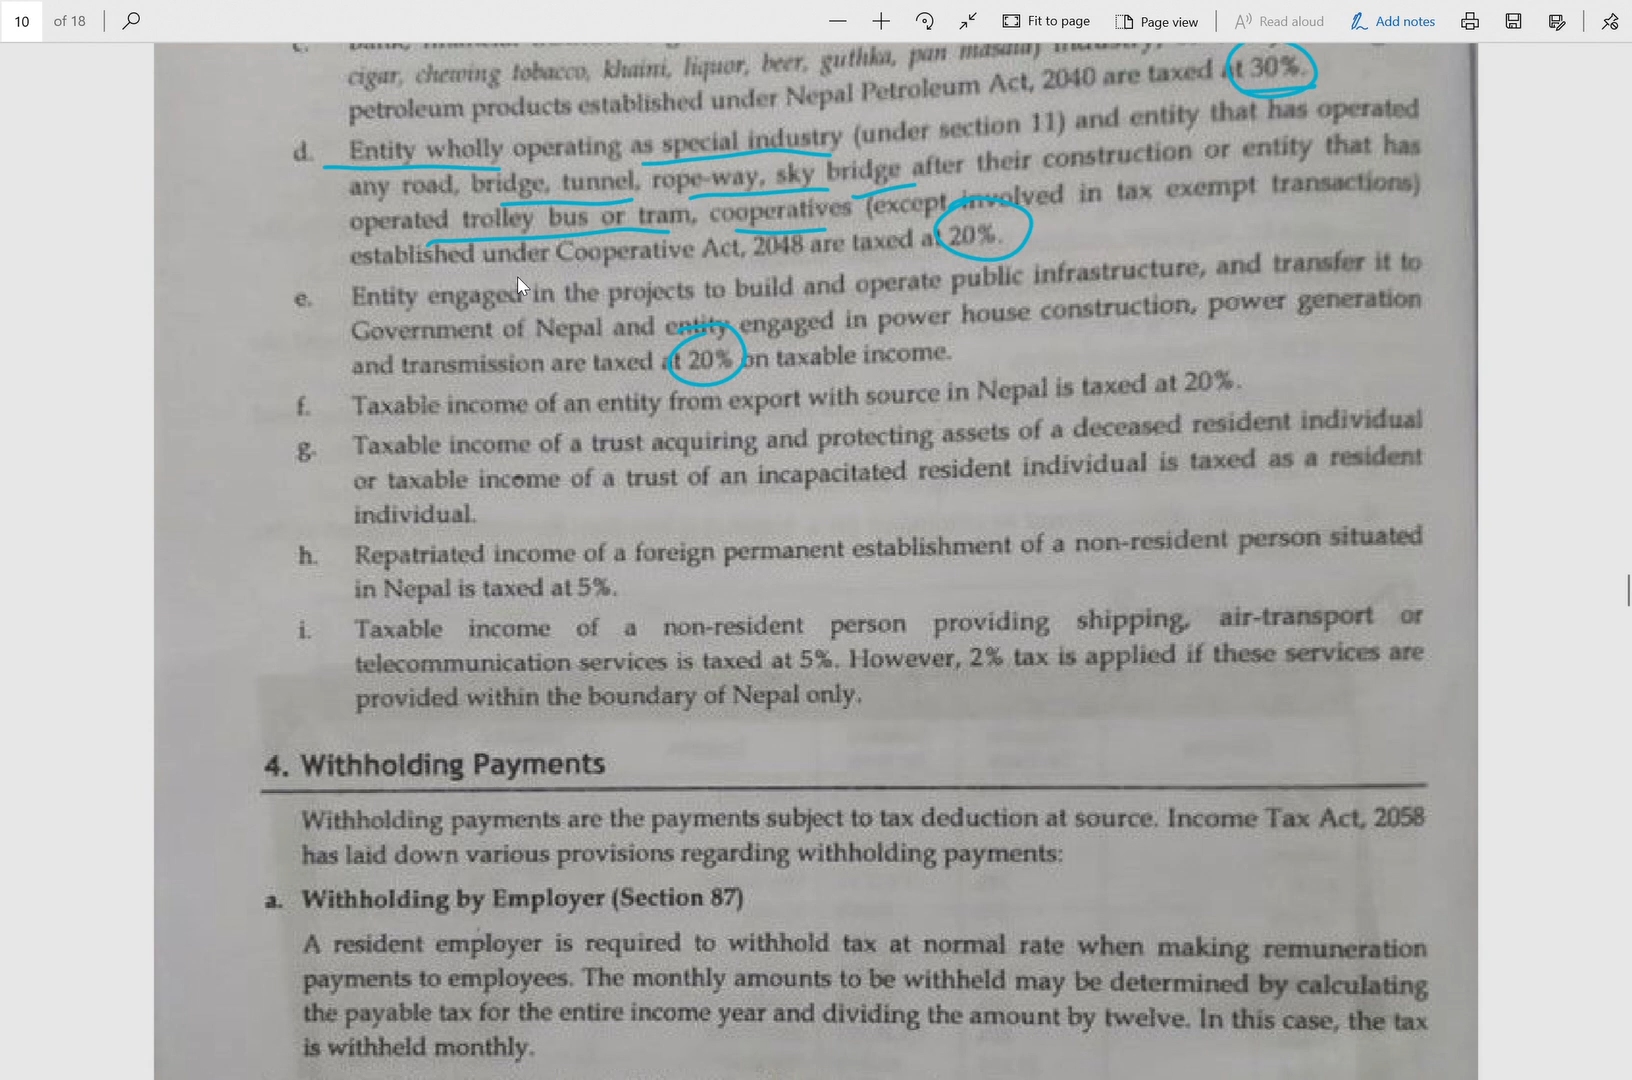 10 of 18
Fit to page
Page view
Read aloud
Add notes
c.
cigar, chewing tobacco, khaini, liquor, beer, guthka, pan masala)
petroleum products established under Nepal Petroleum Act, 2040 are taxed at 30%.
d. Entity wholly operating as special industry (under section 11) and entity that has operated
any road, bridge, tunnel, rope-way, sky bridge after their construction or entity that has
operated trolley bus or tram, cooperatives (except involved in tax exempt transactions)
established under Cooperative Act, 2048 are taxed at 20%.
e. Entity engaged in the projects to build and operate public infrastructure, and transfer it to
Government of Nepal and entity engaged in power house construction, power generation
and transmission are taxed at 20% on taxable income.
f. Taxable income of an entity from export with source in Nepal is taxed at 20%.
g. Taxable income of a trust acquiring and protecting assets of a deceased resident individual
or taxable income of a trust of an incapacitated resident individual is taxed as a resident
individual.
h. Repatriated income of a foreign permanent establishment of a non-resident person situated
in Nepal is taxed at 5%.
i. Taxable income of a non-resident person providing shipping, air-transport or
telecommunication services is taxed at 5%. However, 2% tax is applied if these services are
provided within the boundary of Nepal only.
4. Withholding Payments
Withholding payments are the payments subject to tax deduction at source. Income Tax Act, 2058
has laid down various provisions regarding withholding payments:
a. Withholding by Employer (Section 87)
A resident employer is required to withhold tax at normal rate when making remuneration
payments to employees. The monthly amounts to be withheld may be determined by calculating
the payable tax for the entire income year and dividing the amount by twelve. In this case, the tax
is withheld monthly.